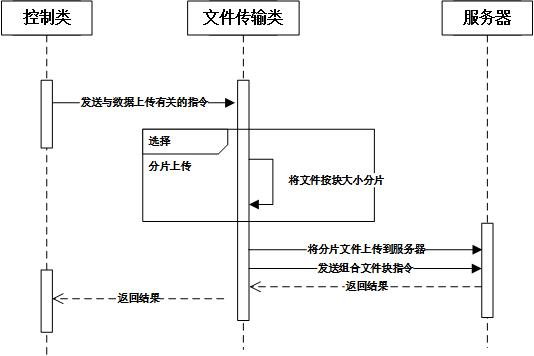 控制类
文件传输类
服务器
发送与数据上传有关的指令
选择
分片上传
将文件按块大小分片
将分片文件上传到服务器
发送组合文件块指令
返回结果
返回结果